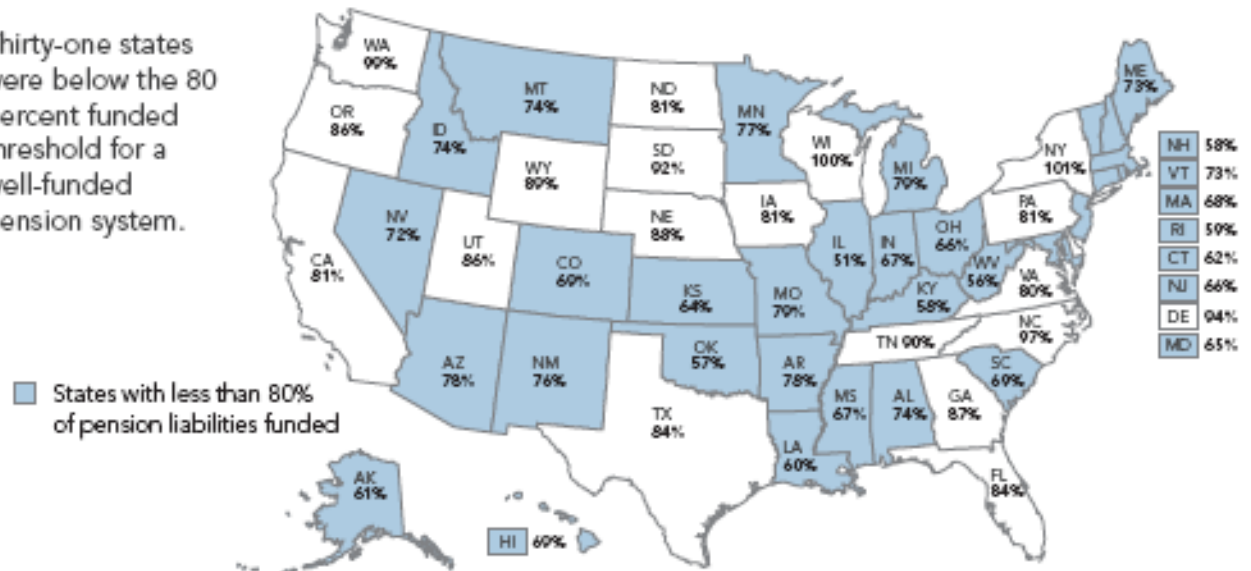 hirty-one states
were below the 80
ercent funded
hreshold for a
well-funded
ension system.
WA
99%
OR
86%
CA
81%
NV
72%
ID
74%
MT
74%
WY
89%
UT
86%
CO
69%
AZ
78%
NM
76%
ND
81%
SD
92%
NE
88%
KS
64%
OK
57%
TX
84%
MN
77%
IA
81%
MO
79%
AR
78%
LA
60%
WI
100%
IL
51%
MI
79%
IN
67%
OH
66%
KY
58%
TN 90%
MS
67%
AL
74%
GA
87%
FL
84%
SC
69%
NC
97%
VA
80%
WV
56%
PA
81%
NY
101%
ME
73%
NH 58%
VT 73%
MA 68%
RI 59%
CT 62%
NJ 66%
DE 94%
MD 65%
States with less than 80%
of pension liabilities funded
AK
61%
HI 69%